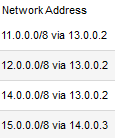 Network Address
11.0.0.0/8 via 13.0.0.2
12.0.0.0/8 via 13.0.0.2
14.0.0.0/8 via 13.0.0.2
15.0.0.0/8 via 14.0.0.3